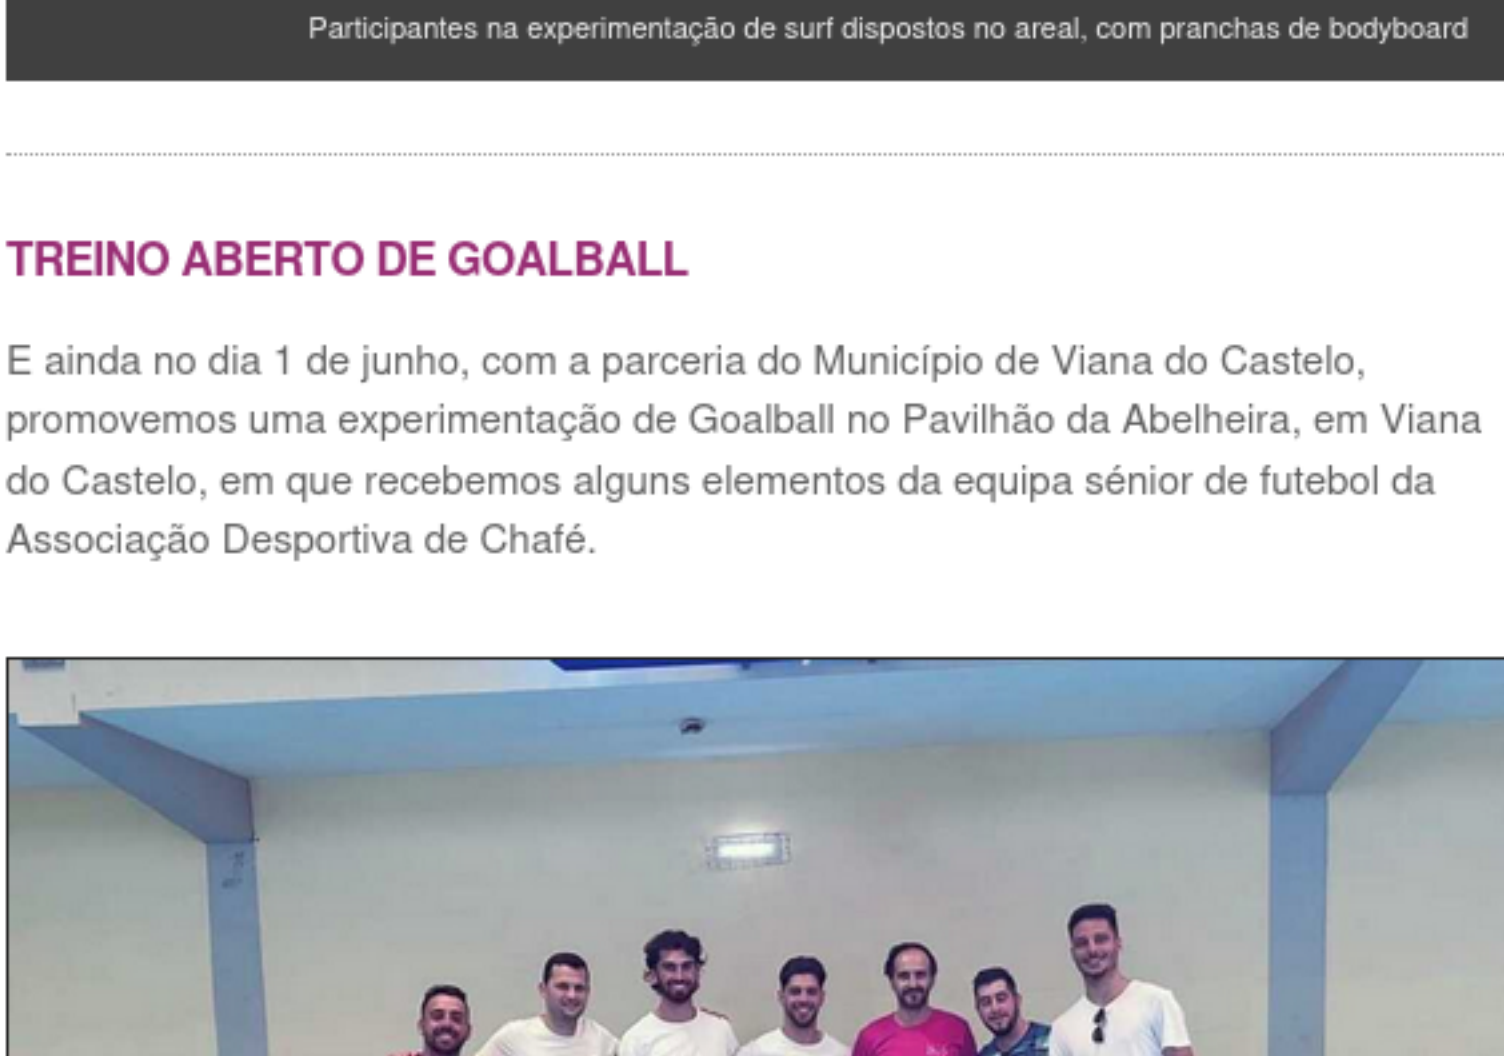 Participantes na experimentação de surf dispostos no areal, com pranchas de bodyboard
TREINO ABERTO DE GOALBALL
E ainda no dia 1 de junho, com a parceria do Município de Viana do Castelo,
promovemos uma experimentação de Goalball no Pavilhão da Abelheira, em Viana
do Castelo, em que recebemos alguns elementos da equipa sénior de futebol da
Associação Desportiva de Chafé.